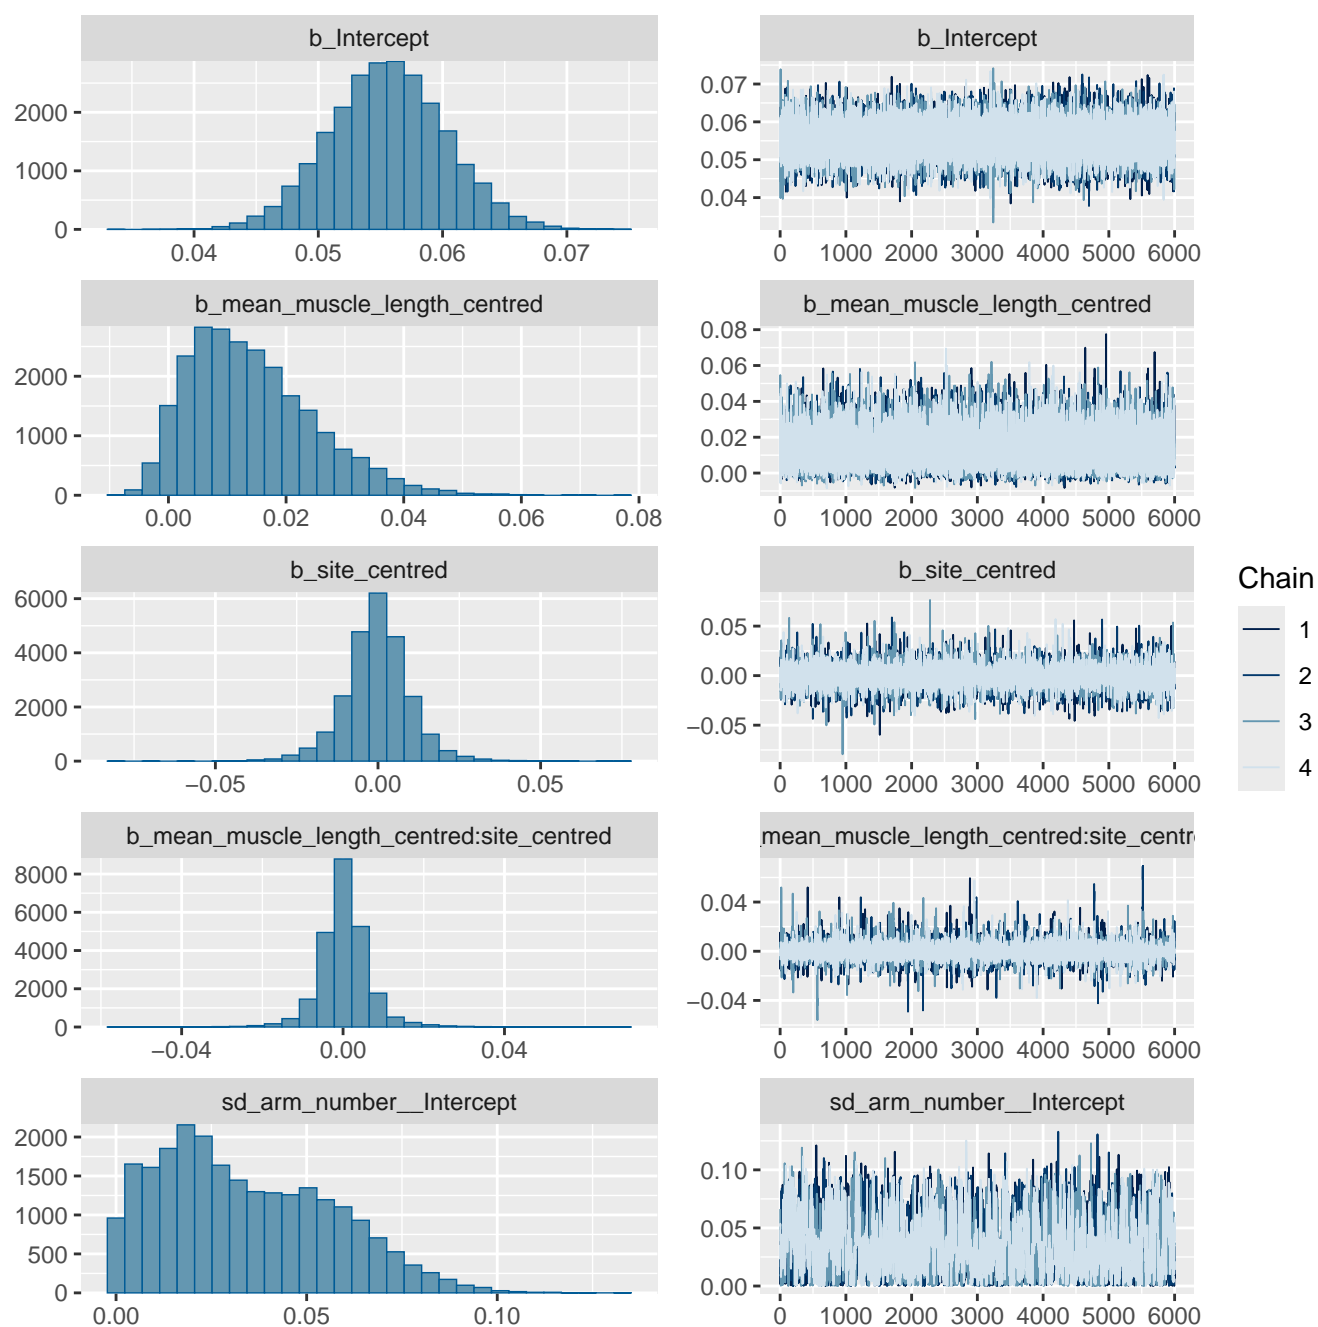 b_Intercept
2000
1000
0
0.04 0.05 0.06 0.07
b_Intercept
0.07
0.06
0.05
0.04
0 1000 2000 3000 4000 5000 6000
b_mean_muscle_length_centred
2000
1000
0
0.00 0.02 0.04 0.06 0.08
b_mean_muscle_length_centred
0.08
0.06
0.04
0.02
0.00
0 1000 2000 3000 4000 5000 6000
b_site_centred
6000
4000
2000
0
−0.05 0.00 0.05
b_site_centred
0.05
0.00
−0.05
0 1000 2000 3000 4000 5000 6000
b_mean_muscle_length_centred:site_centred
8000
6000
4000
2000
0
−0.04 0.00 0.04
_mean_muscle_length_centred:site_centr
0.04
0.00
−0.04
0 1000 2000 3000 4000 5000 6000
sd_arm_number__Intercept
2000
1500
1000
500
0
0.00 0.05 0.10
sd_arm_number__Intercept
0.10
0.05
0.00
0 1000 2000 3000 4000 5000 6000
Chain
1
2
3
4